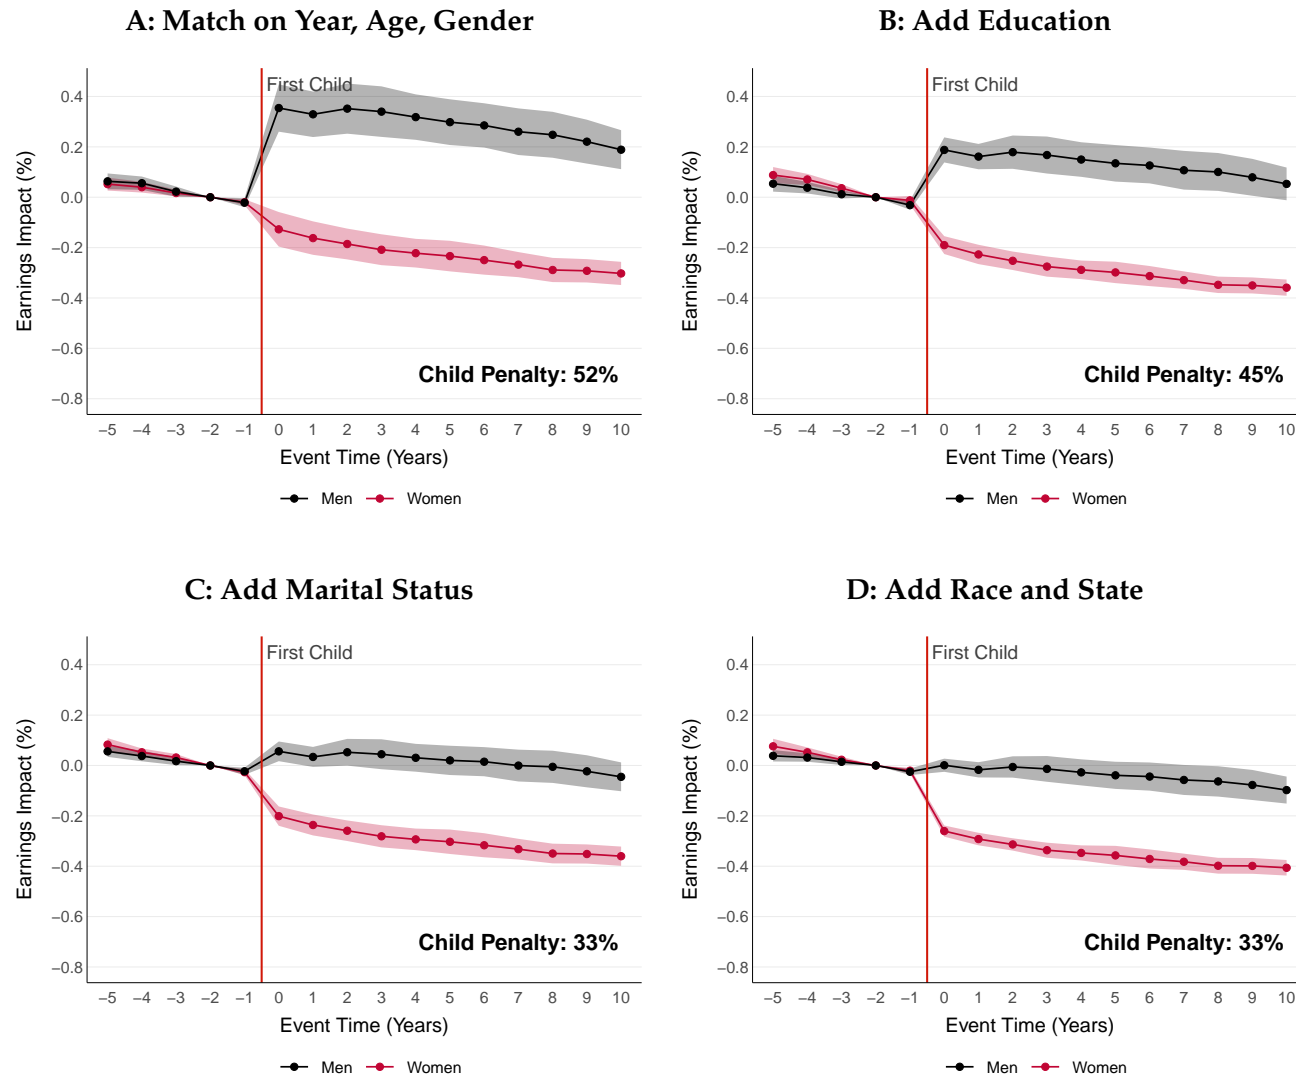 A: Match on Year, Age, Gender
First Child
Earnings Impact (%)
0.4
0.2
0.0
−0.2
−0.4
−0.6
−0.8
Child Penalty: 52%
−5 −4 −3 −2 −1 0 1 2 3 4 5 6 7 8 9 10
Event Time (Years)
Men Women
B: Add Education
First Child
Earnings Impact (%)
0.4
0.2
0.0
−0.2
−0.4
−0.6
−0.8
Child Penalty: 45%
−5 −4 −3 −2 −1 0 1 2 3 4 5 6 7 8 9 10
Event Time (Years)
Men Women
C: Add Marital Status
First Child
Earnings Impact (%)
0.4
0.2
0.0
−0.2
−0.4
−0.6
−0.8
Child Penalty: 33%
−5 −4 −3 −2 −1 0 1 2 3 4 5 6 7 8 9 10
Event Time (Years)
Men Women
D: Add Race and State
First Child
Earnings Impact (%)
0.4
0.2
0.0
−0.2
−0.4
−0.6
−0.8
Child Penalty: 33%
−5 −4 −3 −2 −1 0 1 2 3 4 5 6 7 8 9 10
Event Time (Years)
Men Women